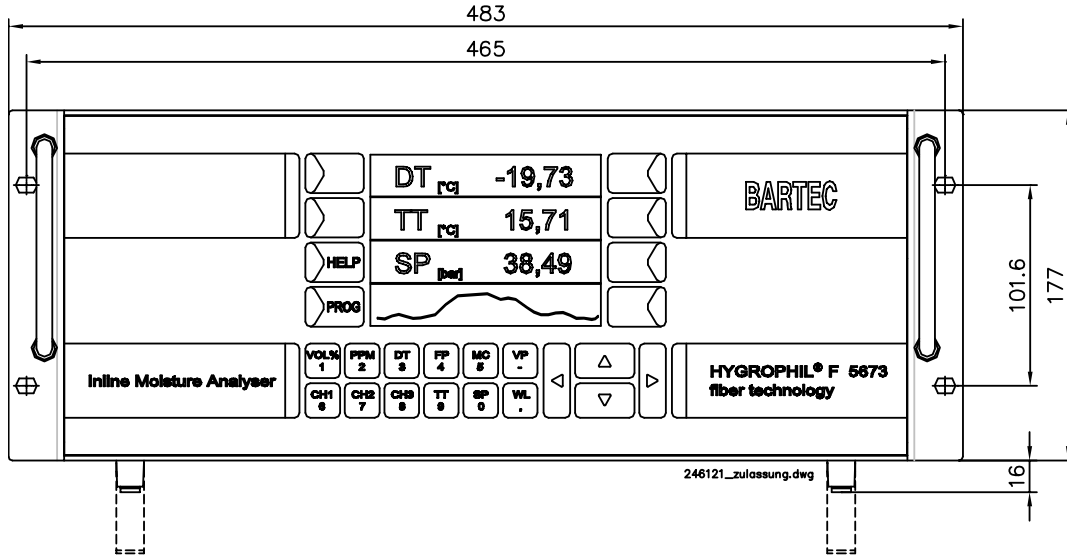 483
465
DT [°C] -19,73
BARTEC
TT [°C] 15,71
HELP
SP [bar] 38,49
PROG
101.6
177
VOL% 1
PPM 2
DT 3
FP 4
MC 5
VP -
Inline Moisture Analyser
HYGROPHIL® F 5673
fiber technology
CH1 6
CH2 7
CH3 8
TT 9
SP 0
WL .
246121_zulassung.dwg
16